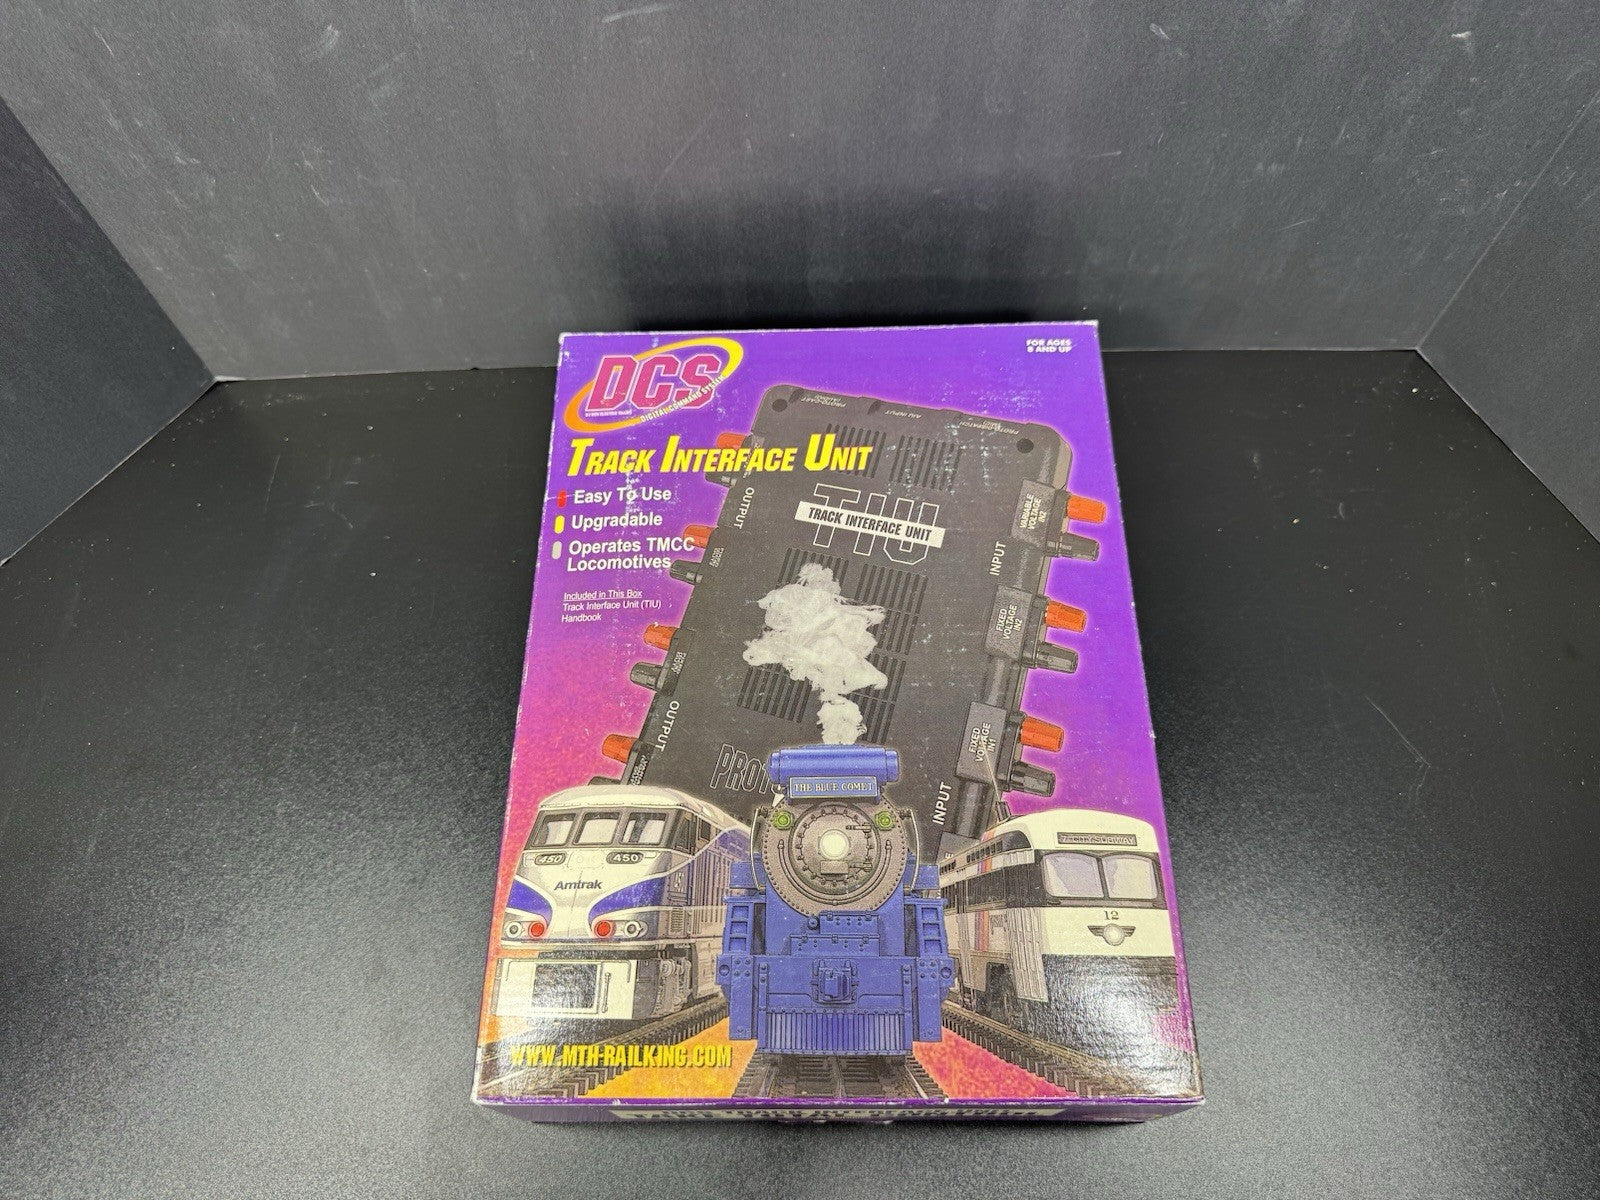 FOR AGES
8 AND UP
DCS
DIGITAL COMMAND SYSTEM
TRACK INTERFACE UNIT
Easy To Use
Upgradable
Operates TMCC
Locomotives
Included in This Box
Track Interface Unit (TIU)
Handbook
AUX INPUT
TIU
TRACK INTERFACE UNIT
OUTPUT
VARIABLE
VOLTAGE
IN2
INPUT
FIXED
VOLTAGE
IN2
OUTPUT
FIXED
VOLTAGE
IN1
INPUT
PROTO
THE BLUE COMET
450
450
Amtrak
12
WWW.MTH-RAILKING.COM